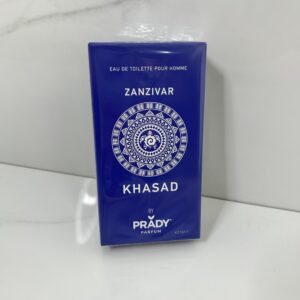 EAU DE TOILETTE POUR HOMME
ZANZIVAR
KHASAD
BY
PRADY
PARFUM